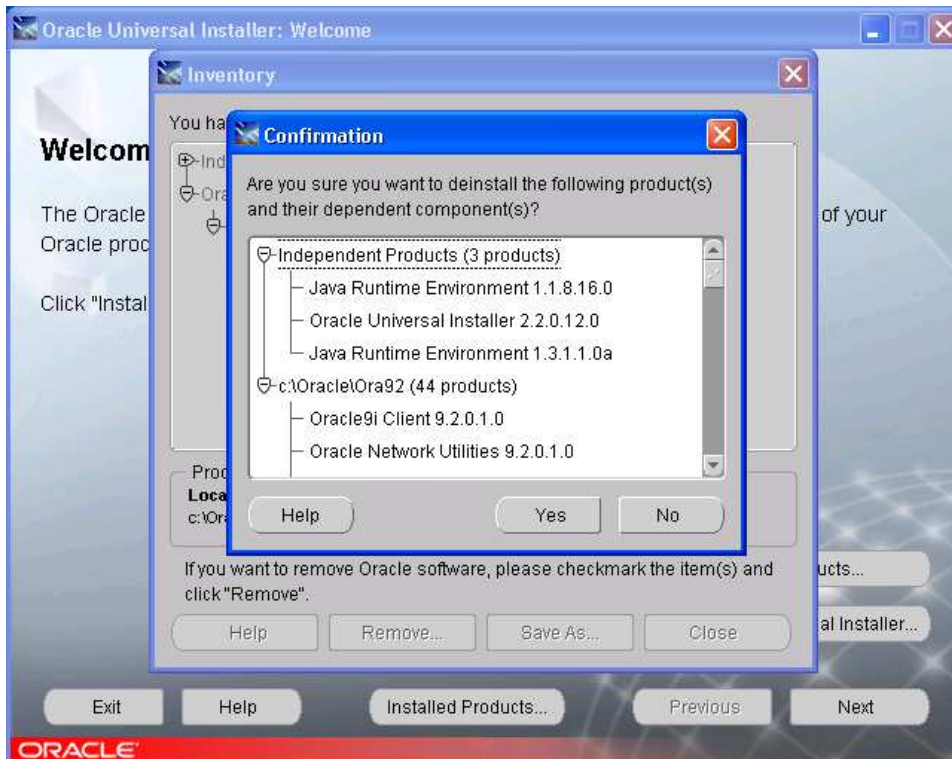 Oracle Universal Installer: Welcome
Inventory
You ha
Confirmation
Welcom
Ind
Are you sure you want to deinstall the following product(s)
and their dependent component(s)?
Ora
The Oracle
of your
Oracle proc
Independent Products (3 products)
Java Runtime Environment 1.1.8.16.0
Click "Instal
Oracle Universal Installer 2.2.0.12.0
Java Runtime Environment 1.3.1.1.0a
c:\Oracle\Ora92 (44 products)
Oracle9i Client 9.2.0.1.0
Oracle Network Utilities 9.2.0.1.0
Proc
Loca
c:\Ora
Help
Yes
No
If you want to remove Oracle software, please checkmark the item(s) and
click "Remove".
ucts...
Help
Remove...
Save As...
Close
al Installer...
Exit
Help
Installed Products...
Previous
Next
ORACLE